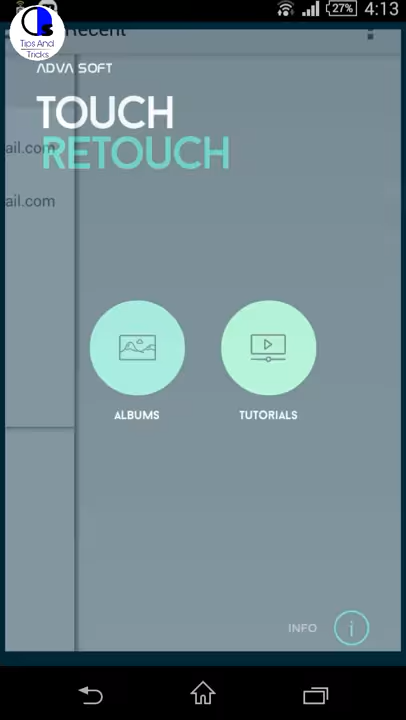 27%
4:13
Recent
Tips And
Tricks
ADVA SOFT
TOUCH
ail.com
RETOUCH
ail.com
ALBUMS
TUTORIALS
INFO
i